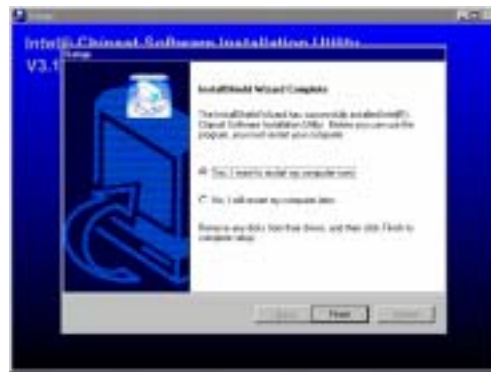 Intel(R) Chipset Software Installation Utility
V3.1
Setup
InstallShield Wizard Complete
The InstallShield Wizard has successfully installed Intel(R)
Chipset Software Installation Utility. Before you can use the
program, you must restart your computer.
Yes, I want to restart my computer now.
No, I will restart my computer later.
Remove any disks from their drives, and then click Finish to
complete setup.
Finish